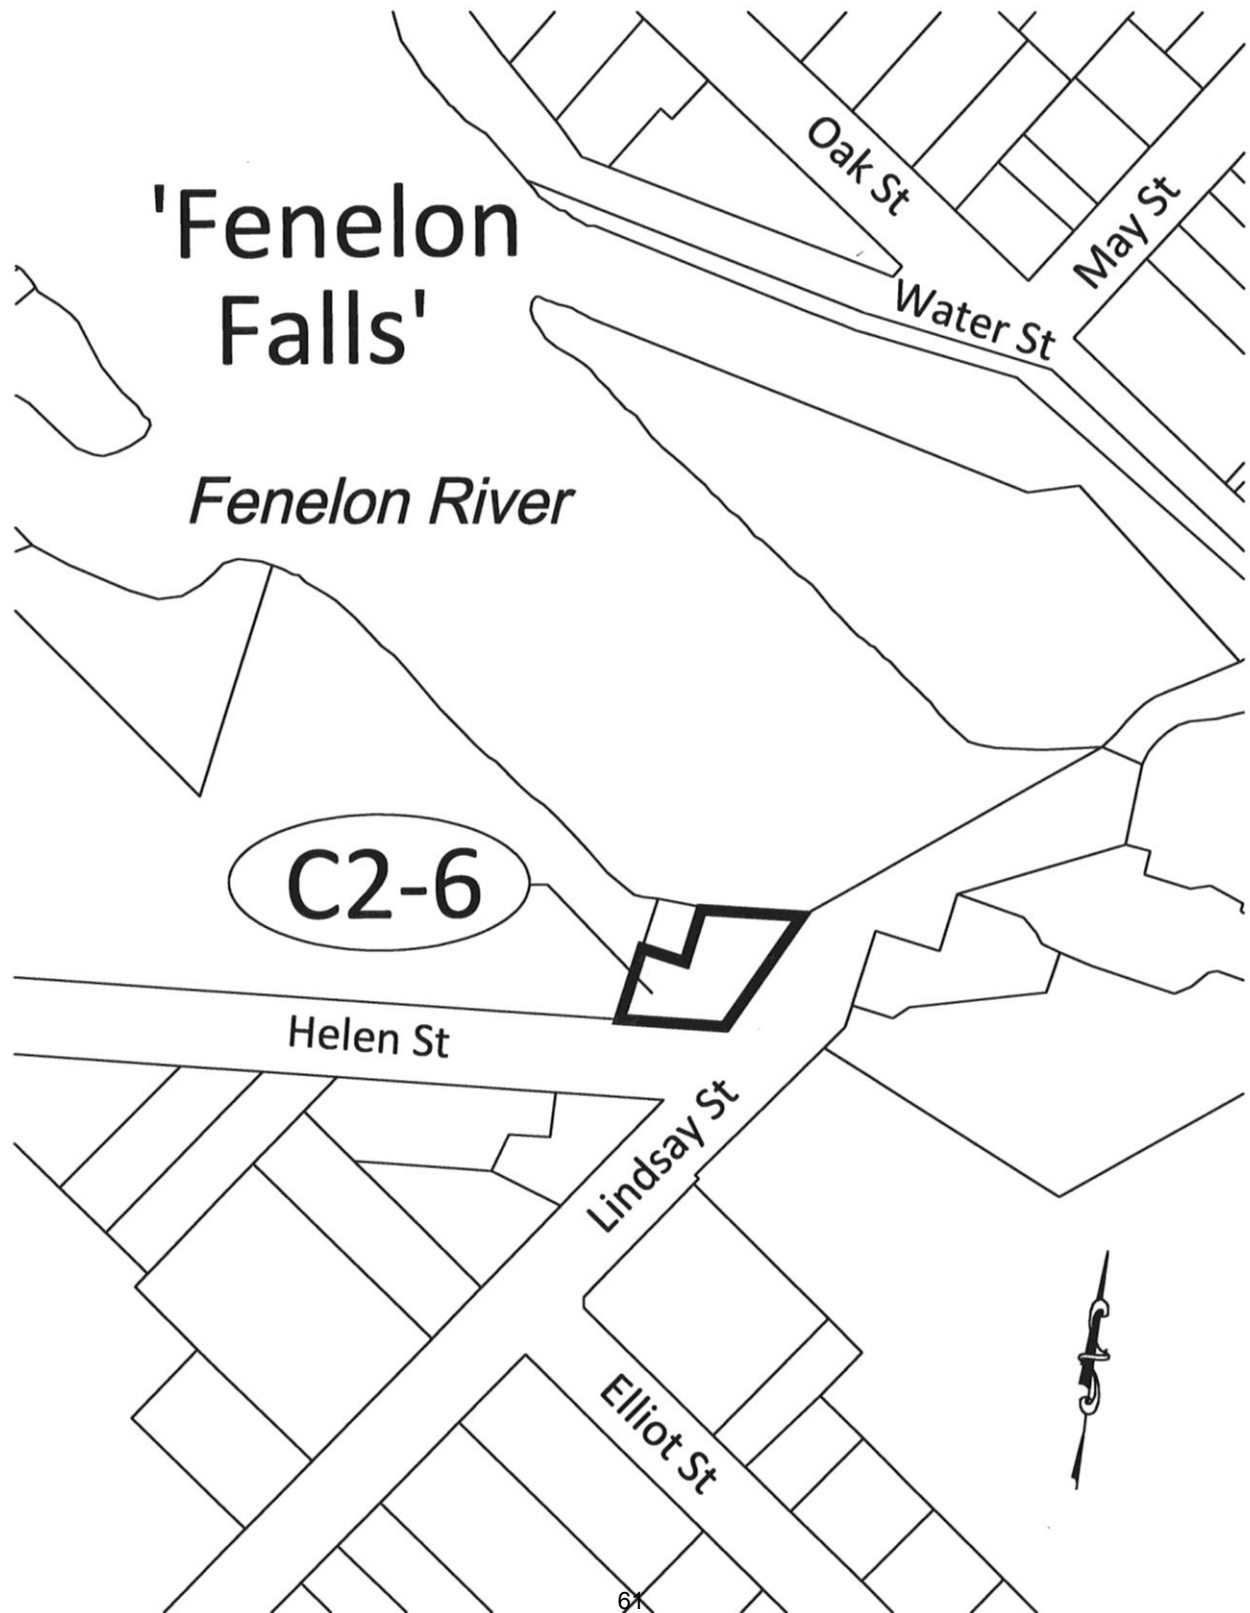 Oak St
May St
'Fenelon
Falls'
Water St
Fenelon River
C2-6
Helen St
Lindsay St
Elliot St
61